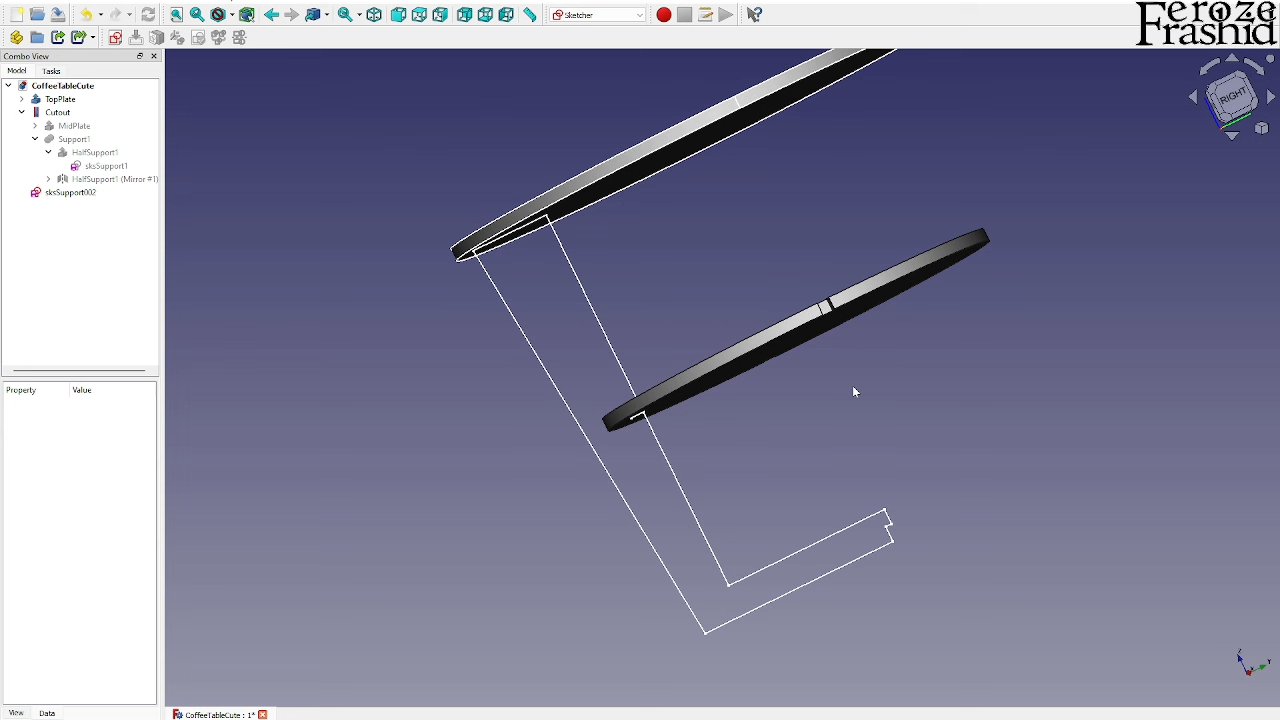 Sketcher
Feroze
Frashid
Combo View
Model Tasks
CoffeeTableCute
TopPlate
Cutout
MidPlate
Support1
HalfSupport1
sksSupport1
HalfSupport1 (Mirror #1)
sksSupport002
RIGHT
Property Value
View Data
CoffeeTableCute : 1*
Z
Y
X